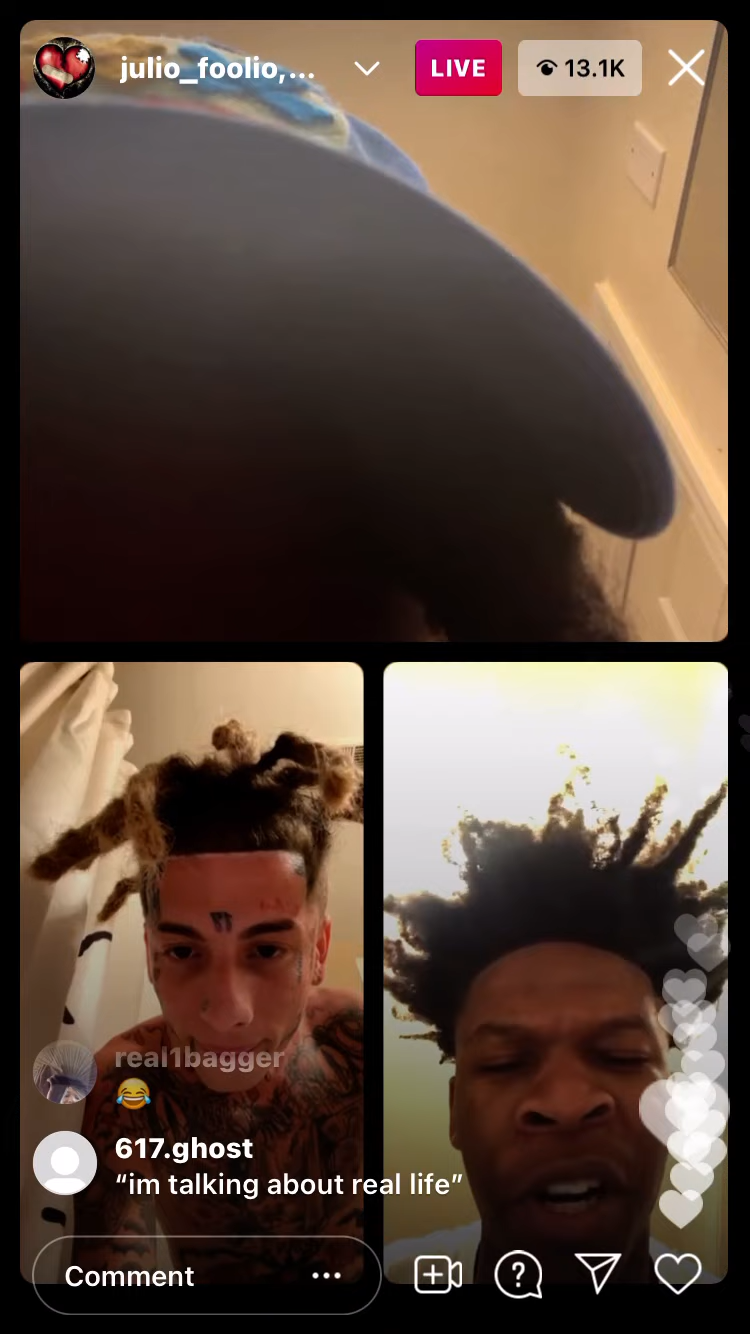 julio_foolio,...
LIVE
13.1K
real1bagger
😂
617.ghost
“im talking about real life”
Comment